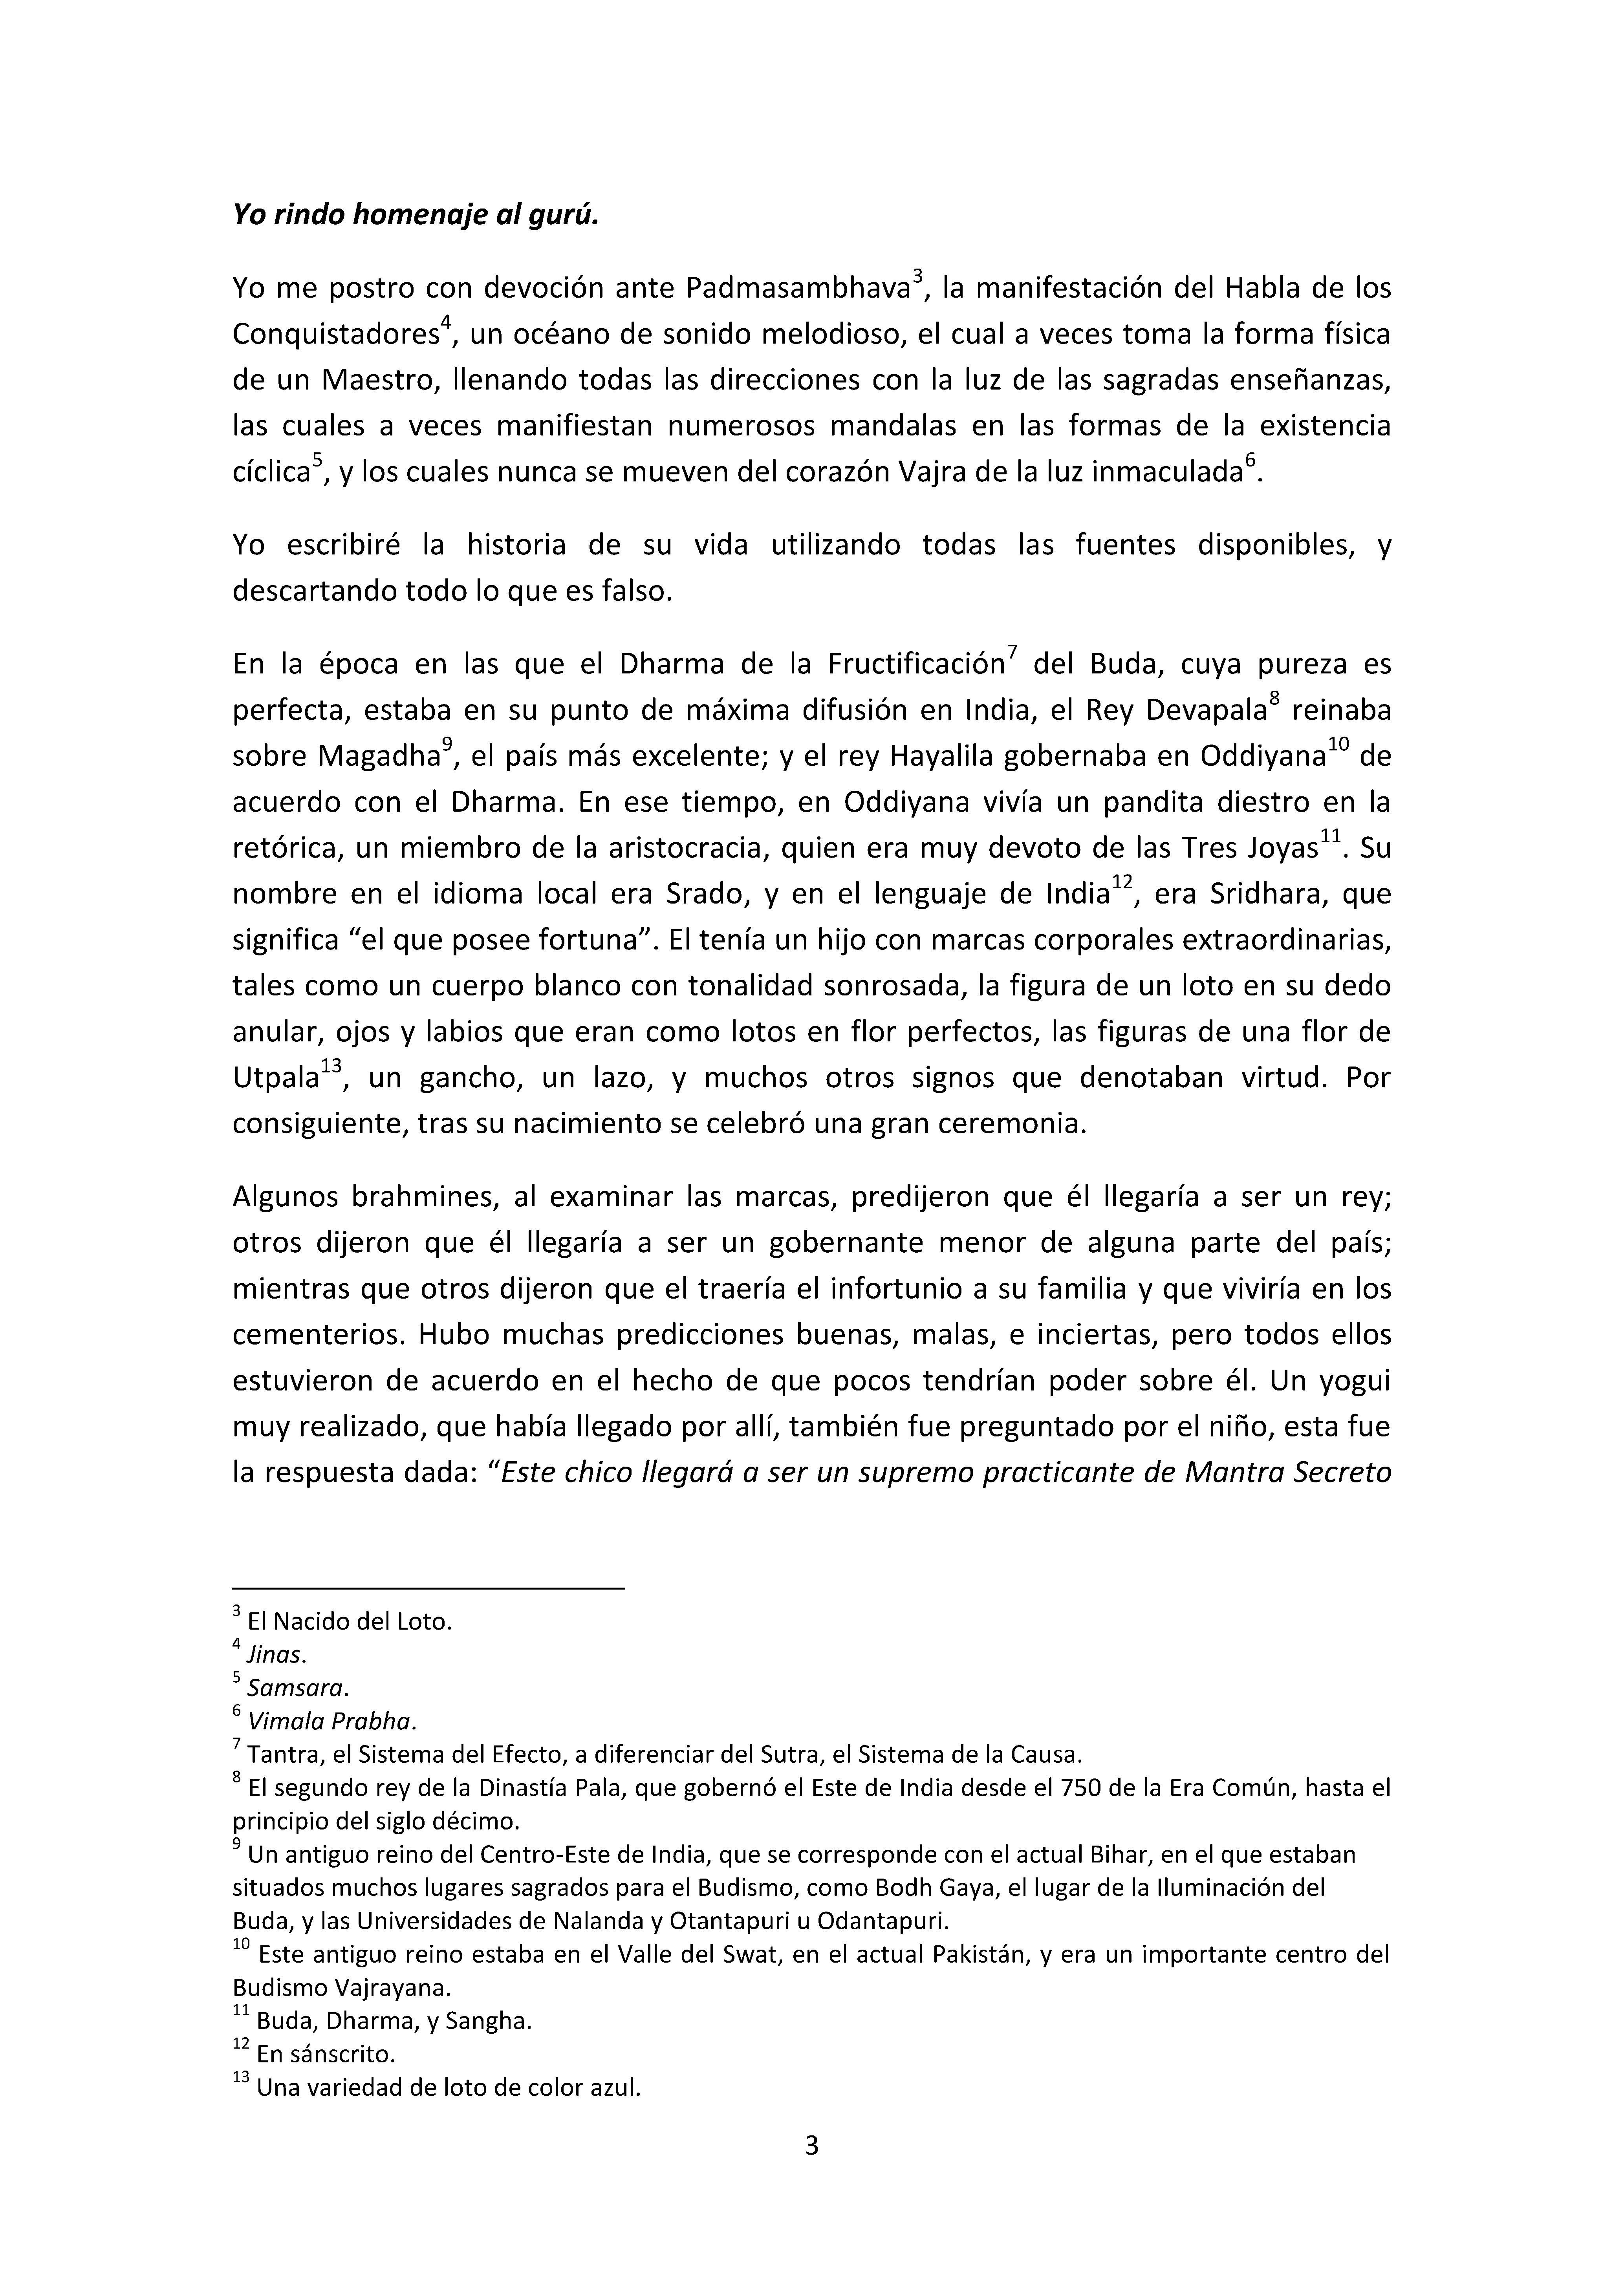 Yo rindo homenaje al gurú.
Yo me postro con devoción ante Padmasambhava3, la manifestación del Habla de los
Conquistadores4, un océano de sonido melodioso, el cual a veces toma la forma física
de un Maestro, llenando todas las direcciones con la luz de las sagradas enseñanzas,
las cuales a veces manifiestan numerosos mandalas en las formas de la existencia
cíclica5, y los cuales nunca se mueven del corazón Vajra de la luz inmaculada6.
Yo escribiré la historia de su vida utilizando todas las fuentes disponibles, y
descartando todo lo que es falso.
En la época en las que el Dharma de la Fructificación7 del Buda, cuya pureza es
perfecta, estaba en su punto de máxima difusión en India, el Rey Devapala8 reinaba
sobre Magadha9, el país más excelente; y el rey Hayalila gobernaba en Oddiyana10 de
acuerdo con el Dharma. En ese tiempo, en Oddiyana vivía un pandita diestro en la
retórica, un miembro de la aristocracia, quien era muy devoto de las Tres Joyas11. Su
nombre en el idioma local era Srado, y en el lenguaje de India12, era Sridhara, que
significa “el que posee fortuna”. El tenía un hijo con marcas corporales extraordinarias,
tales como un cuerpo blanco con tonalidad sonrosada, la figura de un loto en su dedo
anular, ojos y labios que eran como lotos en flor perfectos, las figuras de una flor de
Utpala13, un gancho, un lazo, y muchos otros signos que denotaban virtud. Por
consiguiente, tras su nacimiento se celebró una gran ceremonia.
Algunos brahmines, al examinar las marcas, predijeron que él llegaría a ser un rey;
otros dijeron que él llegaría a ser un gobernante menor de alguna parte del país;
mientras que otros dijeron que el traería el infortunio a su familia y que viviría en los
cementerios. Hubo muchas predicciones buenas, malas, e inciertas, pero todos ellos
estuvieron de acuerdo en el hecho de que pocos tendrían poder sobre él. Un yogui
muy realizado, que había llegado por allí, también fue preguntado por el niño, esta fue
la respuesta dada: “Este chico llegará a ser un supremo practicante de Mantra Secreto
3 El Nacido del Loto.
4 Jinas.
5 Samsara.
6 Vimala Prabha.
7 Tantra, el Sistema del Efecto, a diferenciar del Sutra, el Sistema de la Causa.
8 El segundo rey de la Dinastía Pala, que gobernó el Este de India desde el 750 de la Era Común, hasta el
principio del siglo décimo.
9 Un antiguo reino del Centro-Este de India, que se corresponde con el actual Bihar, en el que estaban
situados muchos lugares sagrados para el Budismo, como Bodh Gaya, el lugar de la Iluminación del
Buda, y las Universidades de Nalanda y Otantapuri u Odantapuri.
10 Este antiguo reino estaba en el Valle del Swat, en el actual Pakistán, y era un importante centro del
Budismo Vajrayana.
11 Buda, Dharma, y Sangha.
12 En sánscrito.
13 Una variedad de loto de color azul.
3